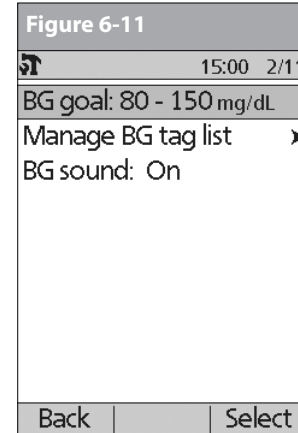 Figure 6-11
15:00 2/11
BG goal: 80 - 150 mg/dL
Manage BG tag list
BG sound: On
Back Select